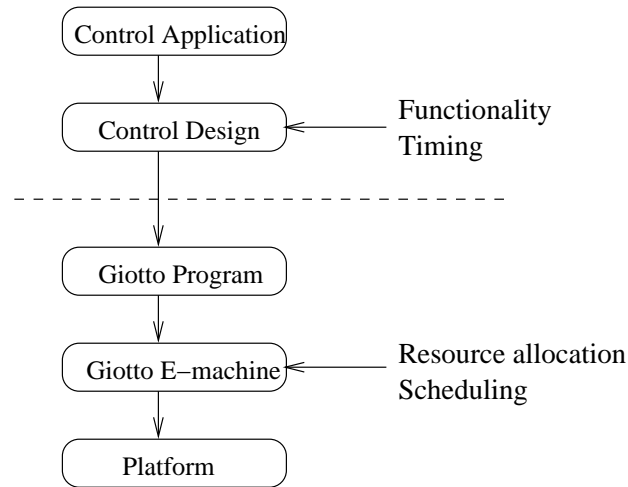 Control Application
Control Design
Functionality
Timing
Giotto Program
Giotto E−machine
Resource allocation
Scheduling
Platform